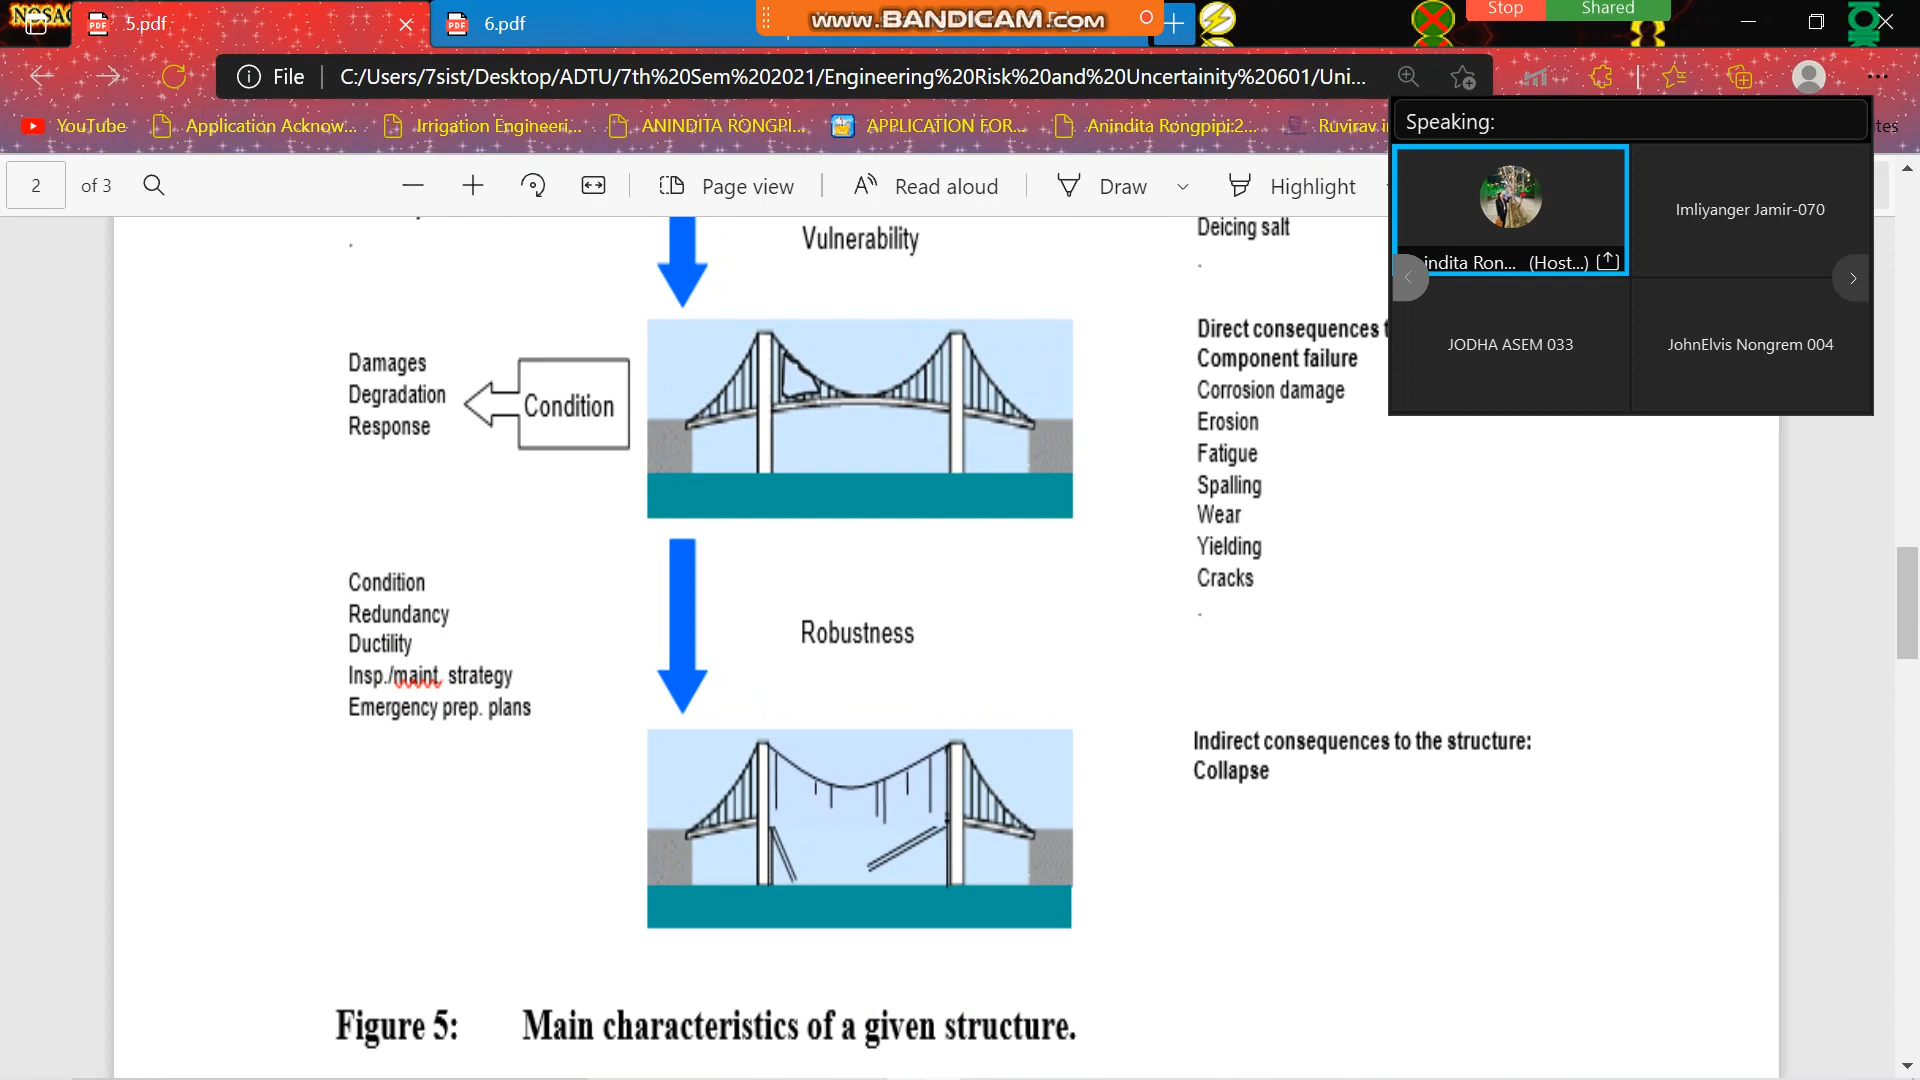 NOSAC
5.pdf
6.pdf
www.BANDICAM.com
Stop
Shared
File
C:/Users/7sist/Desktop/ADTU/7th%20Sem%202021/Engineering%20Risk%20and%20Uncertainity%20601/Uni...
YouTube
Application Acknow...
Irrigation Engineeri...
ANINDITA RONGPI...
APPLICATION FOR...
Anindita Rongpipi:2...
Ruvirav i
tes
Speaking:
indita Ron... (Host...)
Imliyanger Jamir-070
JODHA ASEM 033
JohnElvis Nongrem 004
2
of 3
Page view
Read aloud
Draw
Highlight
Vulnerability
Deicing salt
.
.
Damages
Degradation
Response
Condition
Direct consequences t
Component failure
Corrosion damage
Erosion
Fatigue
Spalling
Wear
Yielding
Cracks
.
Condition
Redundancy
Ductility
Insp./maint. strategy
Emergency prep. plans
Robustness
Indirect consequences to the structure:
Collapse
Figure 5: Main characteristics of a given structure.